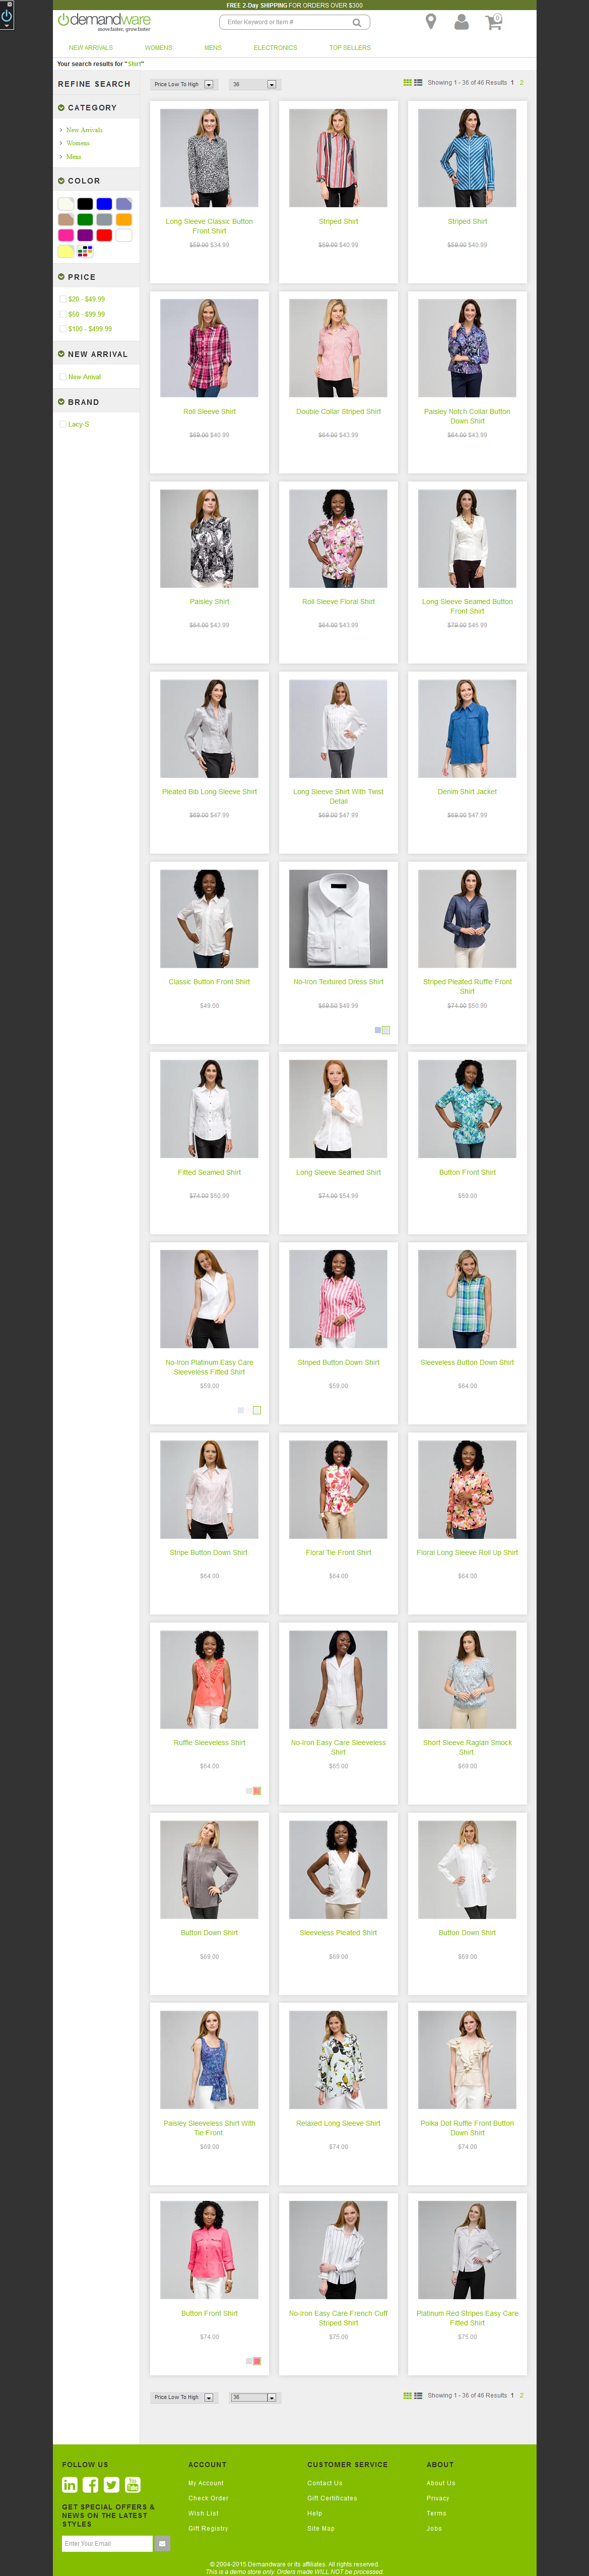 FREE 2-Day SHIPPING FOR ORDERS OVER $300
demandware
move faster, grow faster
Enter Keyword or Item #
0
NEW ARRIVALS
WOMENS
MENS
ELECTRONICS
TOP SELLERS
Your search results for "Shirt"
REFINE SEARCH
CATEGORY
New Arrivals
Womens
Mens
COLOR
PRICE
$20 - $49.99
$50 - $99.99
$100 - $499.99
NEW ARRIVAL
New Arrival
BRAND
Lacy-S
Price Low To High
36
Showing 1 - 36 of 46 Results 1 2
Long Sleeve Classic Button
Front Shirt
$59.00 $34.99
Striped Shirt
$69.00 $40.99
Striped Shirt
$69.00 $40.99
Roll Sleeve Shirt
$69.00 $40.99
Double Collar Striped Shirt
$64.00 $43.99
Paisley Notch Collar Button
Down Shirt
$64.00 $43.99
Paisley Shirt
$64.00 $43.99
Roll Sleeve Floral Shirt
$64.00 $43.99
Long Sleeve Seamed Button
Front Shirt
$79.00 $46.99
Pleated Bib Long Sleeve Shirt
$69.00 $47.99
Long Sleeve Shirt With Twist
Detail
$69.00 $47.99
Denim Shirt Jacket
$69.00 $47.99
Classic Button Front Shirt
$49.00
No-Iron Textured Dress Shirt
$69.50 $49.99
Striped Pleated Ruffle Front
Shirt
$74.00 $50.99
Fitted Seamed Shirt
$74.00 $50.99
Long Sleeve Seamed Shirt
$74.00 $54.99
Button Front Shirt
$59.00
No-Iron Platinum Easy Care
Sleeveless Fitted Shirt
$59.00
Striped Button Down Shirt
$59.00
Sleeveless Button Down Shirt
$64.00
Stripe Button Down Shirt.
$64.00
Floral Tie Front Shirt
$64.00
Floral Long Sleeve Roll Up Shirt
$64.00
Ruffle Sleeveless Shirt
$64.00
No-Iron Easy Care Sleeveless
Shirt
$65.00
Short Sleeve Raglan Smock
Shirt
$69.00
Button Down Shirt
$69.00
Sleeveless Pleated Shirt
$69.00
Button Down Shirt
$69.00
Paisley Sleeveless Shirt With
Tie Front
$69.00
Relaxed Long Sleeve Shirt
$74.00
Polka Dot Ruffle Front Button
Down Shirt
$74.00
Button Front Shirt
$74.00
No-Iron Easy Care French Cuff
Striped Shirt
$75.00
Platinum Red Stripes Easy Care
Fitted Shirt
$75.00
Price Low To High
36
Showing 1 - 36 of 46 Results 1 2
FOLLOW US
in
You
Tube
GET SPECIAL OFFERS &
NEWS ON THE LATEST
STYLES
Enter Your Email
ACCOUNT
My Account
Check Order
Wish List
Gift Registry
CUSTOMER SERVICE
Contact Us
Gift Certificates
Help
Site Map
ABOUT
About Us
Privacy
Terms
Jobs
© 2004-2015 Demandware or its affiliates. All rights reserved.
This is a demo store only. Orders made WILL NOT be processed.